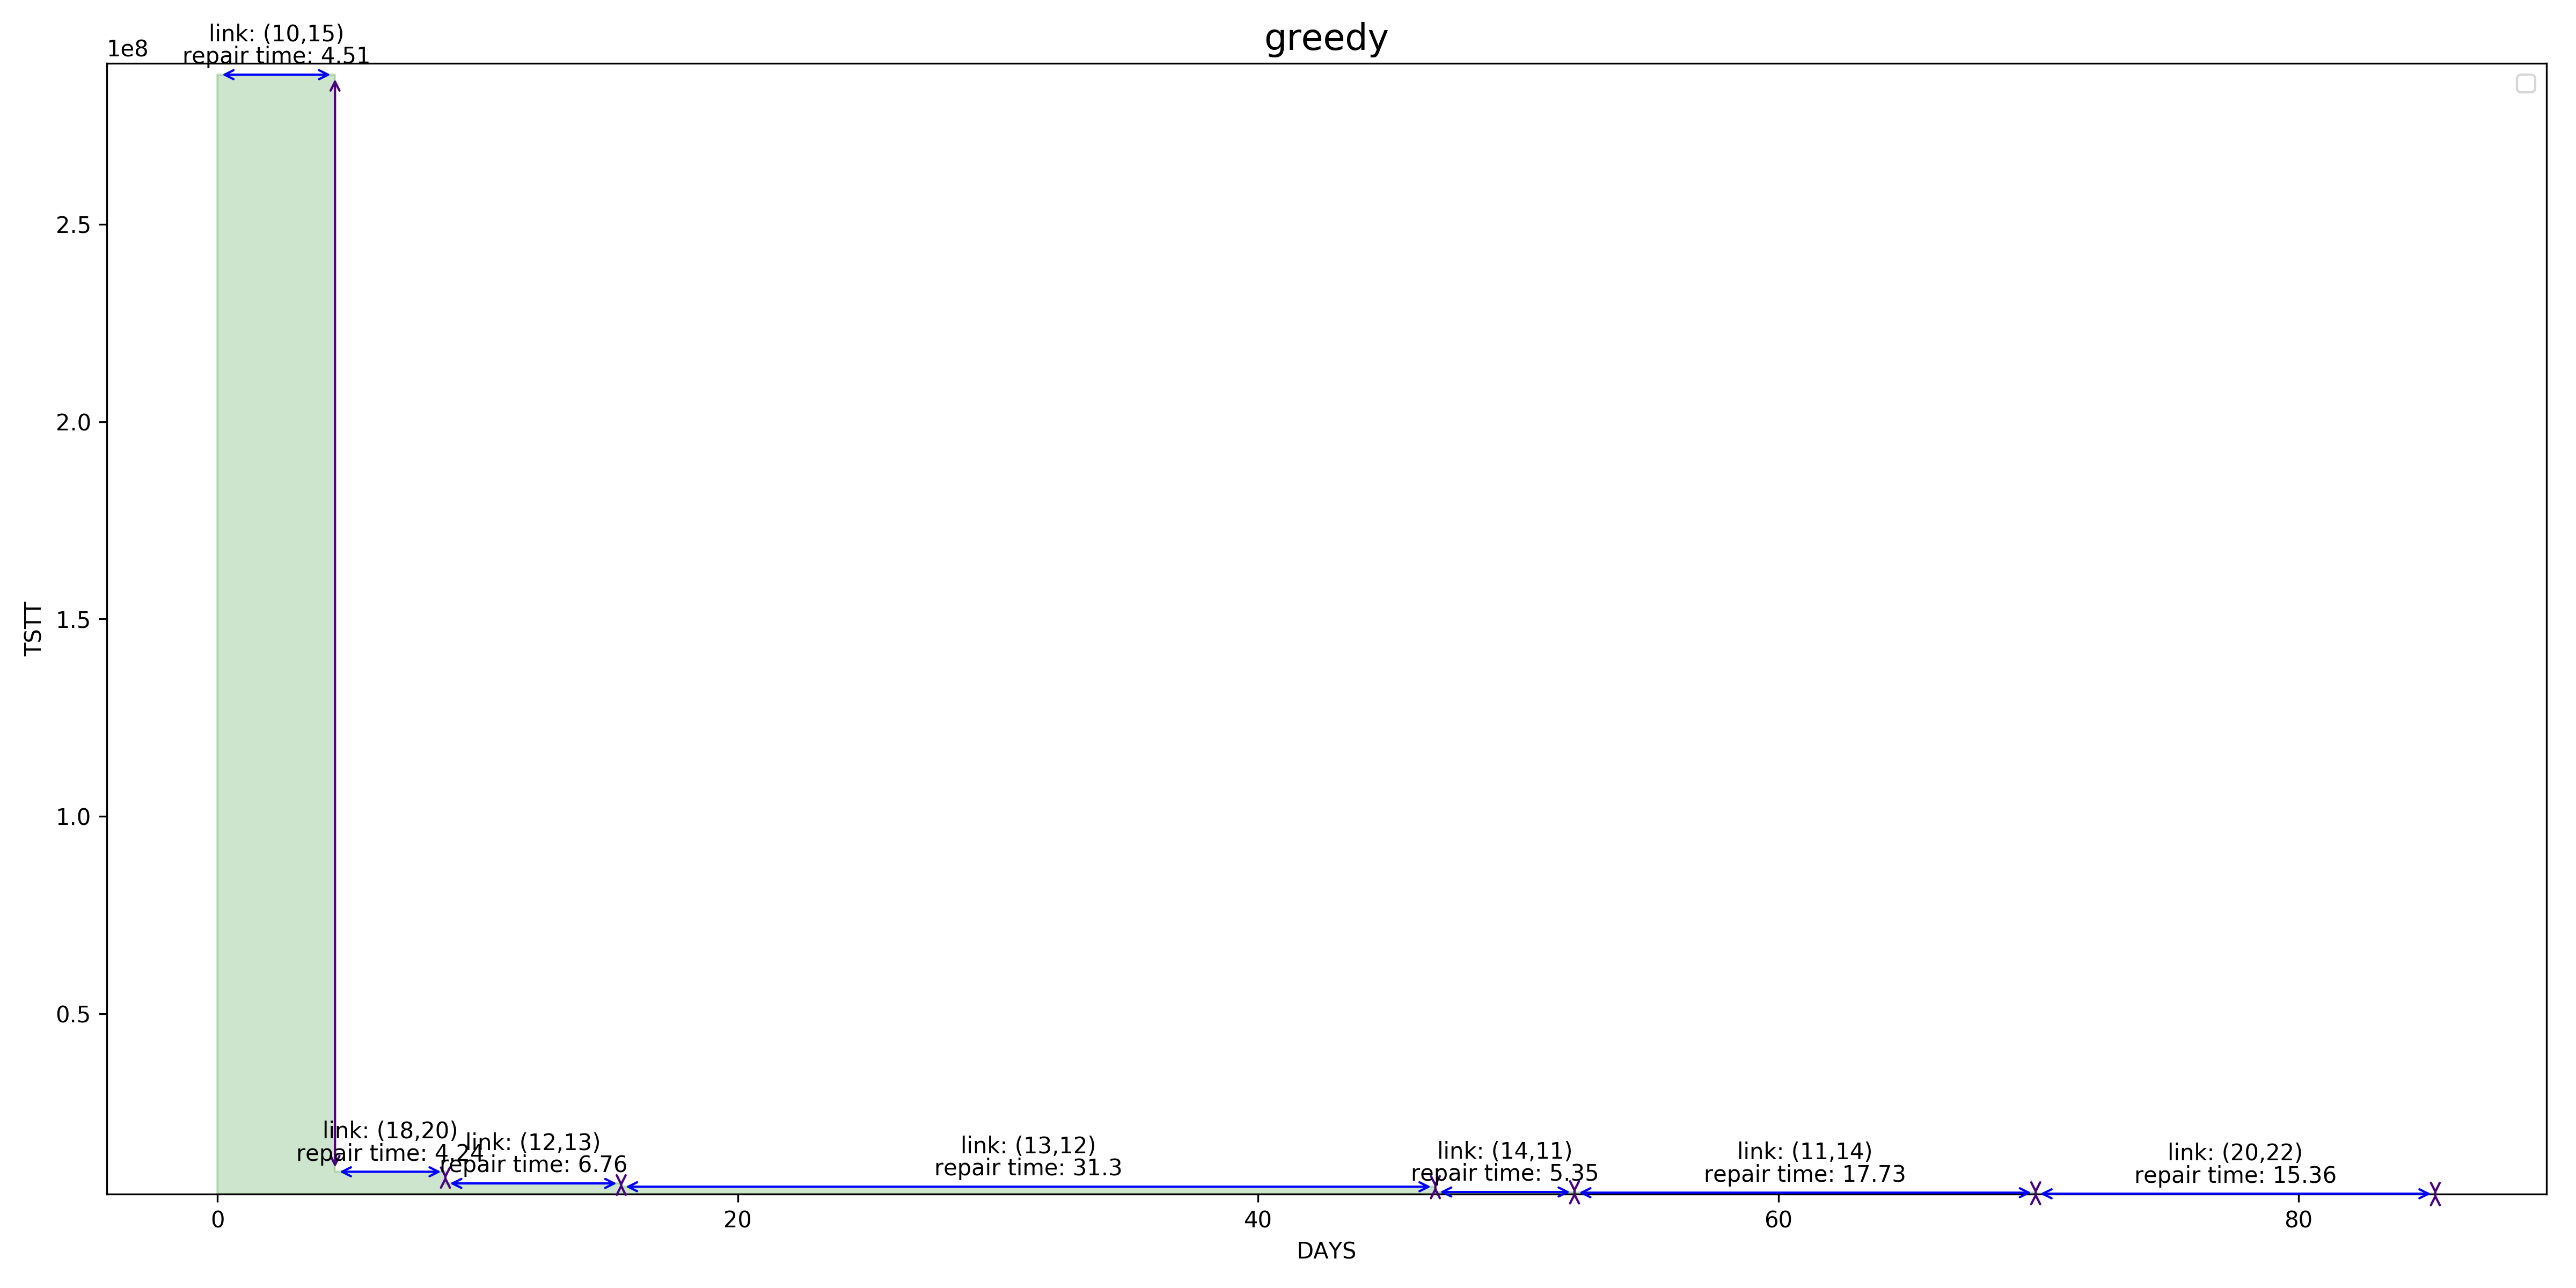 greedy
1e8
link: (10,15)
repair time: 4.51
2.5
2.0
1.5
1.0
0.5
TSTT
link: (18,20)
repair time: 4.24
link: (12,13)
repair time: 6.76
link: (13,12)
repair time: 31.3
link: (14,11)
repair time: 5.35
link: (11,14)
repair time: 17.73
link: (20,22)
repair time: 15.36
0
20
40
60
80
DAYS